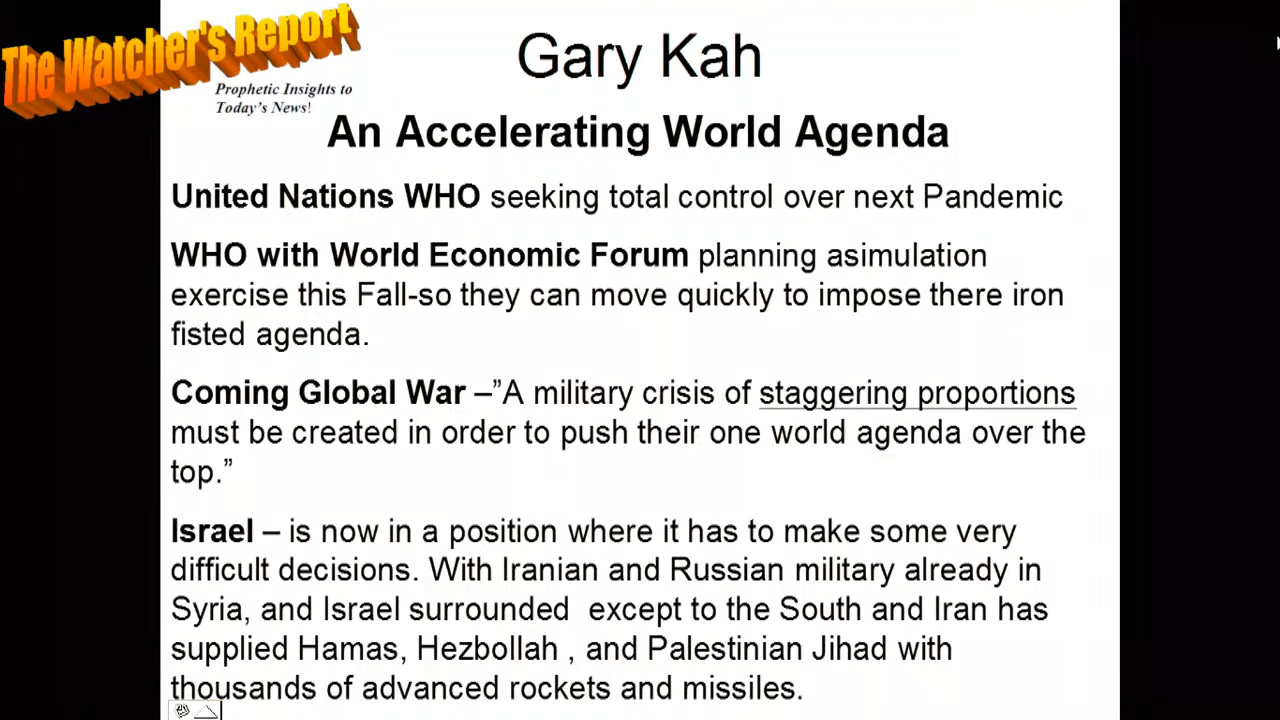 The Watcher's Report
Prophetic Insights to
Today's News!
Gary Kah
An Accelerating World Agenda
United Nations WHO seeking total control over next Pandemic
WHO with World Economic Forum planning asimulation
exercise this Fall-so they can move quickly to impose there iron
fisted agenda.
Coming Global War –”A military crisis of staggering proportions
must be created in order to push their one world agenda over the
top.”
Israel – is now in a position where it has to make some very
difficult decisions. With Iranian and Russian military already in
Syria, and Israel surrounded  except to the South and Iran has
supplied Hamas, Hezbollah , and Palestinian Jihad with
thousands of advanced rockets and missiles.